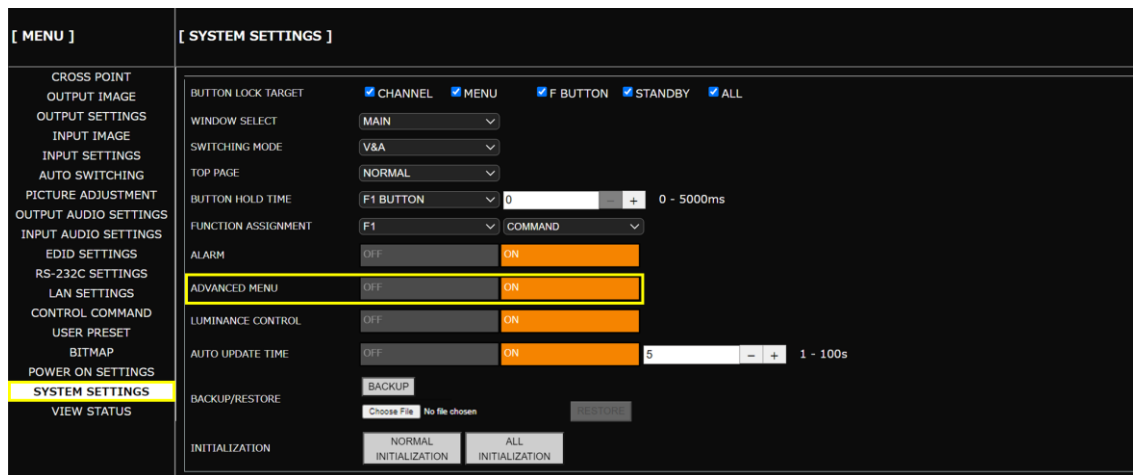 [ MENU ]
[ SYSTEM SETTINGS ]
CROSS POINT
OUTPUT IMAGE
OUTPUT SETTINGS
INPUT IMAGE
INPUT SETTINGS
AUTO SWITCHING
PICTURE ADJUSTMENT
OUTPUT AUDIO SETTINGS
INPUT AUDIO SETTINGS
EDID SETTINGS
RS-232C SETTINGS
LAN SETTINGS
CONTROL COMMAND
USER PRESET
BITMAP
POWER ON SETTINGS
SYSTEM SETTINGS
VIEW STATUS
BUTTON LOCK TARGET CHANNEL MENU F BUTTON STANDBY ALL
WINDOW SELECT MAIN
SWITCHING MODE V&A
TOP PAGE NORMAL
BUTTON HOLD TIME F1 BUTTON 0 - + 0 - 5000ms
FUNCTION ASSIGNMENT F1 COMMAND
ALARM OFF ON
ADVANCED MENU OFF ON
LUMINANCE CONTROL OFF ON
AUTO UPDATE TIME OFF ON 5 - + 1 - 100s
BACKUP
BACKUP/RESTORE
Choose File No file chosen RESTORE
INITIALIZATION
NORMAL INITIALIZATION
ALL INITIALIZATION